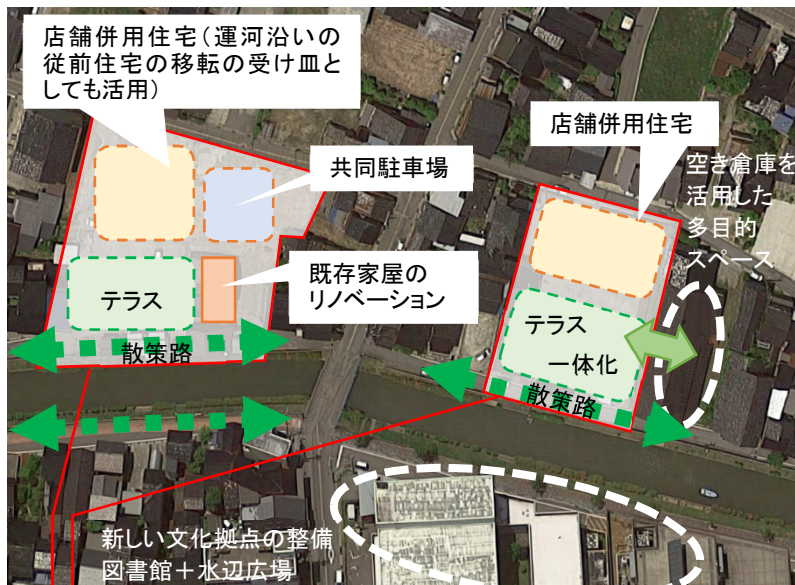 店舗併用住宅(運河沿いの
従前住宅の移転の受け皿と
しても活用)
共同駐車場
既存家屋の
リノベーション
テラス
散策路
店舗併用住宅
空き倉庫を
活用した
多目的
スペース
テラス
一体化
散策路
新しい文化拠点の整備
図書館+水辺広場